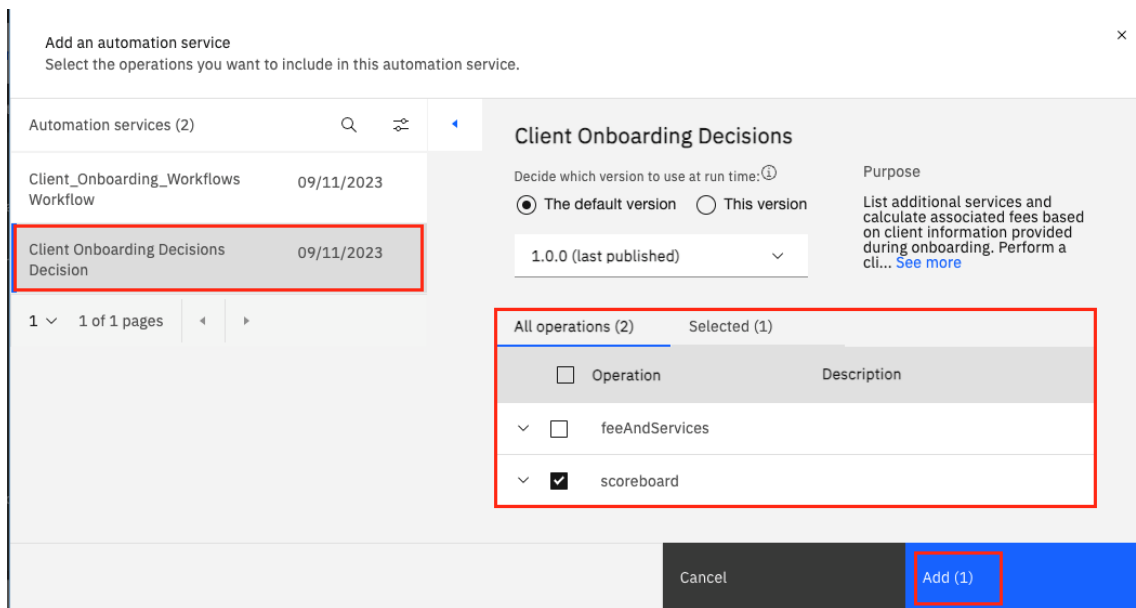 Add an automation service
Select the operations you want to include in this automation service.
Automation services (2)
Client_Onboarding_Workflows
Workflow
09/11/2023
Client Onboarding Decisions
Decision
09/11/2023
1
1 of 1 pages
Client Onboarding Decisions
Decide which version to use at run time:
The default version
This version
1.0.0 (last published)
Purpose
List additional services and
calculate associated fees based
on client information provided
during onboarding. Perform a
cli... See more
All operations (2)
Selected (1)
Operation
Description
feeAndServices
scoreboard
Cancel
Add (1)